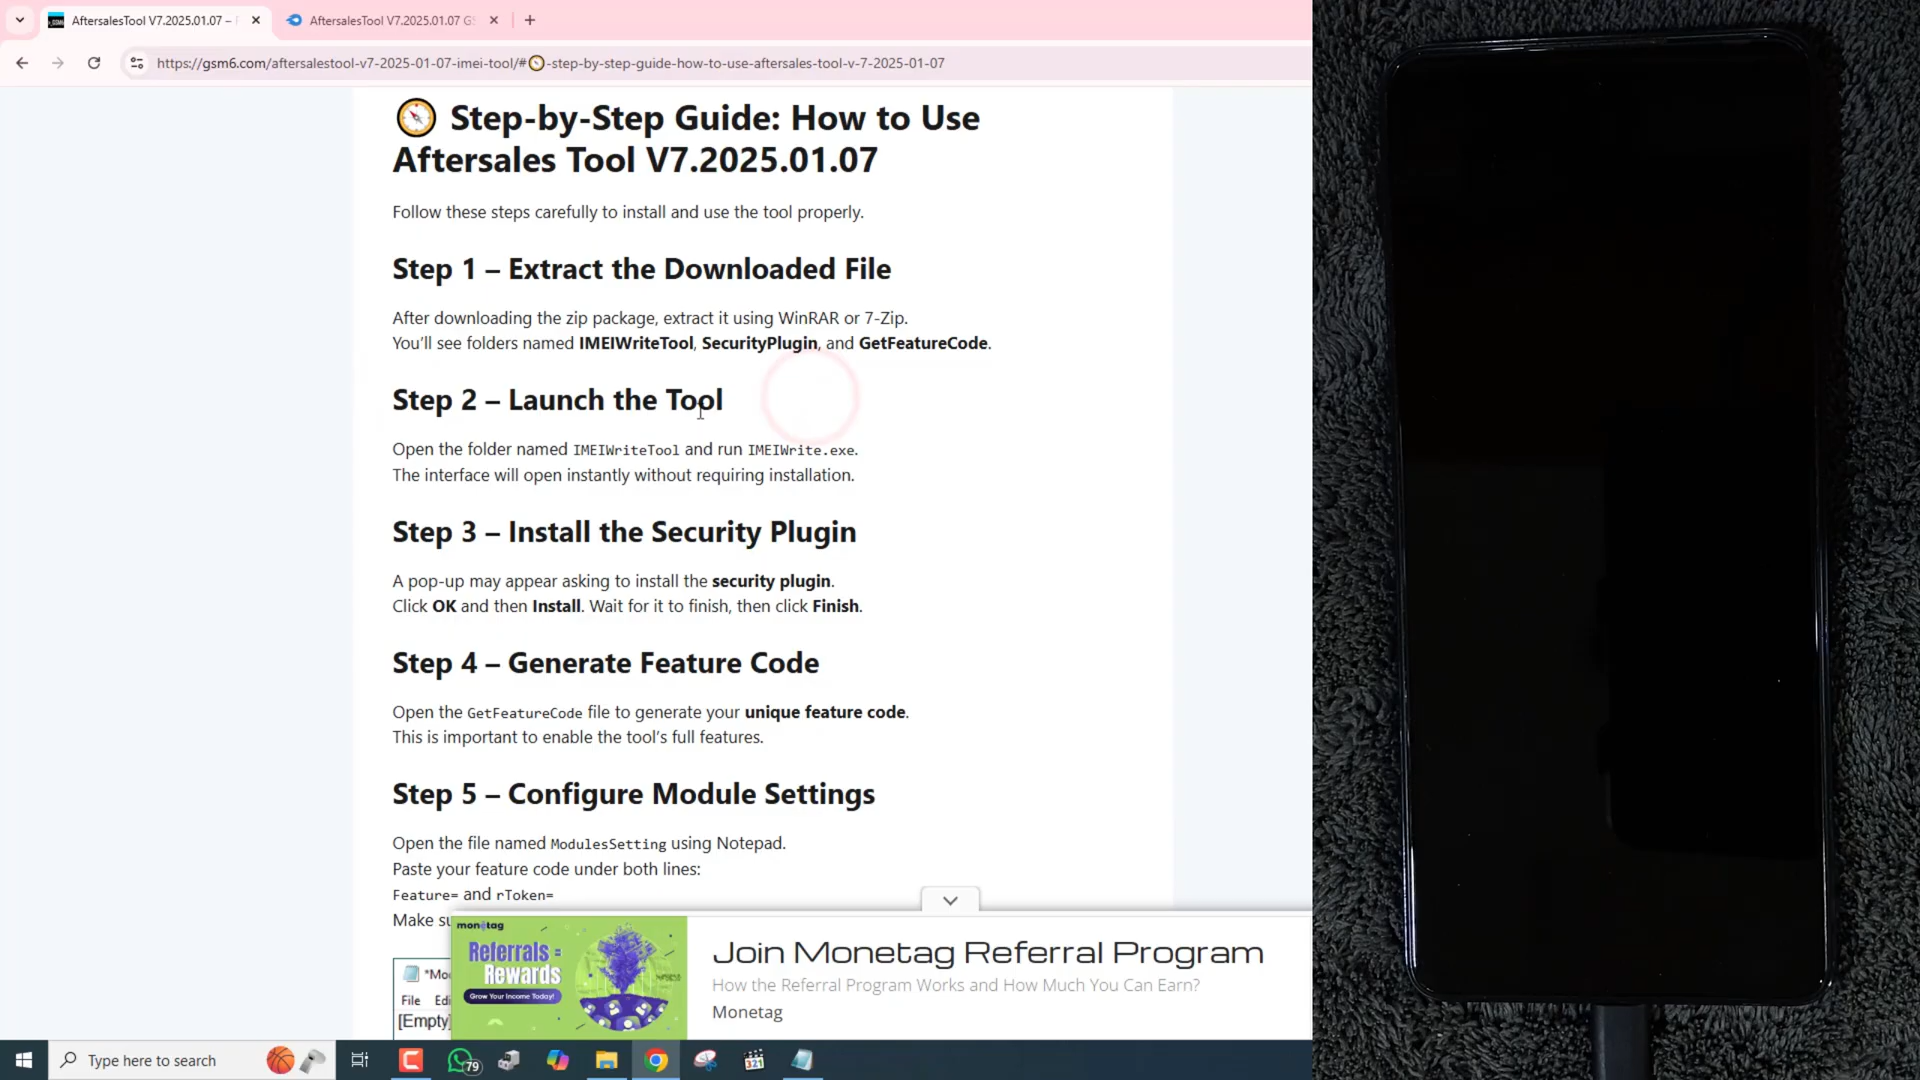 AftersalesTool V7.2025.01.07 –
AftersalesTool V7.2025.01.07 GS
https://gsm6.com/aftersalestool-v7-2025-01-07-imei-tool/#🧭-step-by-step-guide-how-to-use-aftersales-tool-v-7-2025-01-07
🧭 Step-by-Step Guide: How to Use
Aftersales Tool V7.2025.01.07
Follow these steps carefully to install and use the tool properly.
Step 1 – Extract the Downloaded File
After downloading the zip package, extract it using WinRAR or 7-Zip.
You’ll see folders named IMEIWriteTool, SecurityPlugin, and GetFeatureCode.
Step 2 – Launch the Tool
Open the folder named IMEIWriteTool and run IMEIWrite.exe.
The interface will open instantly without requiring installation.
Step 3 – Install the Security Plugin
A pop-up may appear asking to install the security plugin.
Click OK and then Install. Wait for it to finish, then click Finish.
Step 4 – Generate Feature Code
Open the GetFeatureCode file to generate your unique feature code.
This is important to enable the tool’s full features.
Step 5 – Configure Module Settings
Open the file named ModulesSetting using Notepad.
Paste your feature code under both lines:
Feature= and rToken=
Make su
monetag
Referrals =
Rewards
Grow Your Income Today!
Join Monetag Referral Program
How the Referral Program Works and How Much You Can Earn?
Monetag
*Mo
File Edi
[Empty]
Type here to search
79
321